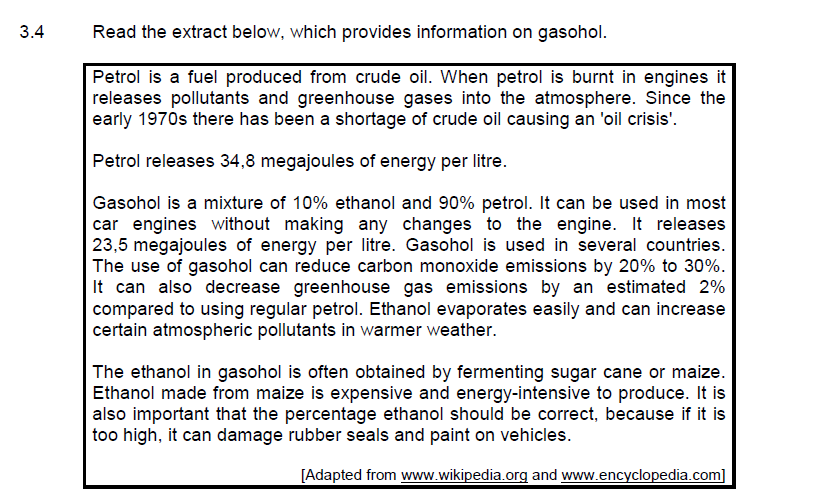 3.4 Read the extract below, which provides information on gasohol.
Petrol is a fuel produced from crude oil. When petrol is burnt in engines it
releases pollutants and greenhouse gases into the atmosphere. Since the
early 1970s there has been a shortage of crude oil causing an 'oil crisis'.
Petrol releases 34,8 megajoules of energy per litre.
Gasohol is a mixture of 10% ethanol and 90% petrol. It can be used in most
car engines without making any changes to the engine. It releases
23,5 megajoules of energy per litre. Gasohol is used in several countries.
The use of gasohol can reduce carbon monoxide emissions by 20% to 30%.
It can also decrease greenhouse gas emissions by an estimated 2%
compared to using regular petrol. Ethanol evaporates easily and can increase
certain atmospheric pollutants in warmer weather.
The ethanol in gasohol is often obtained by fermenting sugar cane or maize.
Ethanol made from maize is expensive and energy-intensive to produce. It is
also important that the percentage ethanol should be correct, because if it is
too high, it can damage rubber seals and paint on vehicles.
[Adapted from www.wikipedia.org and www.encyclopedia.com]